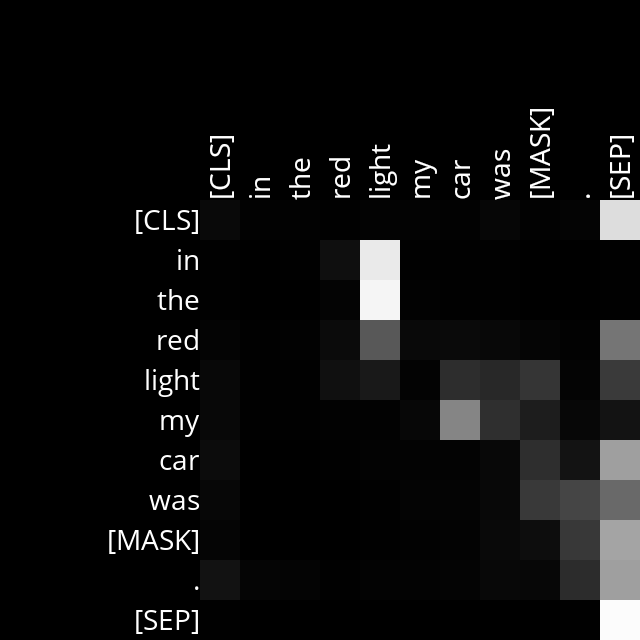 [CLS] in the red light my car was [MASK] . [SEP]
[CLS]
in
the
red
light
my
car
was
[MASK]
.
[SEP]